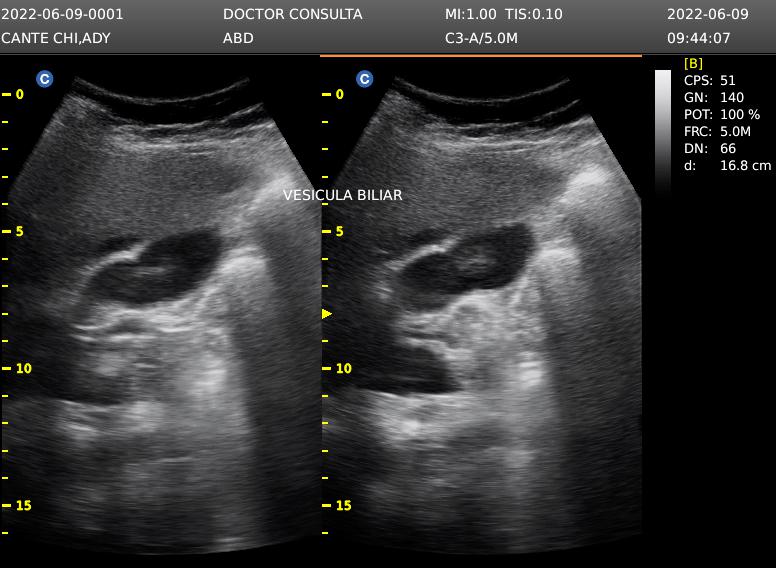 2022-06-09-0001 DOCTOR CONSULTA MI:1.00 TIS:0.10 2022-06-09
CANTE CHI,ADY ABD C3-A/5.0M 09:44:07
C C [B]
0 0 CPS: 51
GN: 140
POT: 100 %
FRC: 5.0M
DN: 66
d: 16.8 cm
VESICULA BILIAR
5 5
10 10
15 15